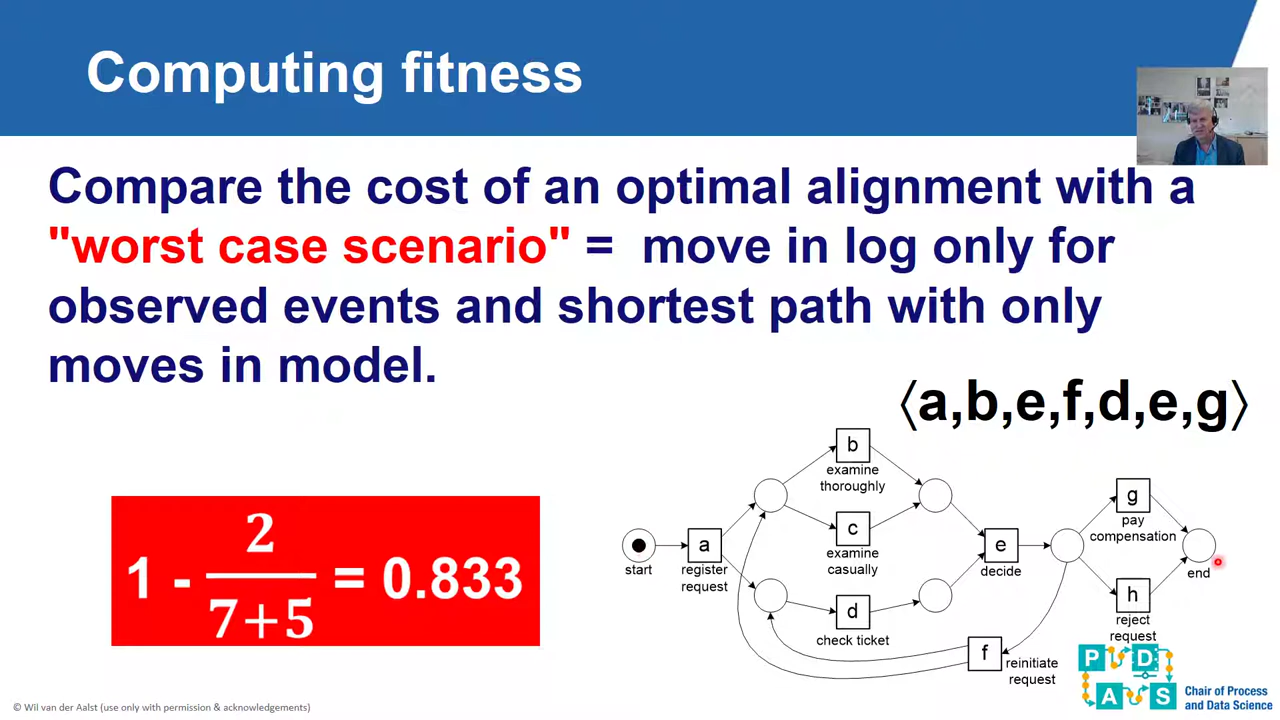 Computing fitness
Compare the cost of an optimal alignment with a
"worst case scenario" = move in log only for
observed events and shortest path with only
moves in model.
⟨a,b,e,f,d,e,g⟩
1 - 2/(7+5) = 0.833
start
a
register
request
b
examine
thoroughly
c
examine
casually
d
check ticket
e
decide
f
reinitiate
request
g
pay
compensation
h
reject
request
end
P D
A S
Chair of Process
and Data Science
© Wil van der Aalst (use only with permission & acknowledgements)